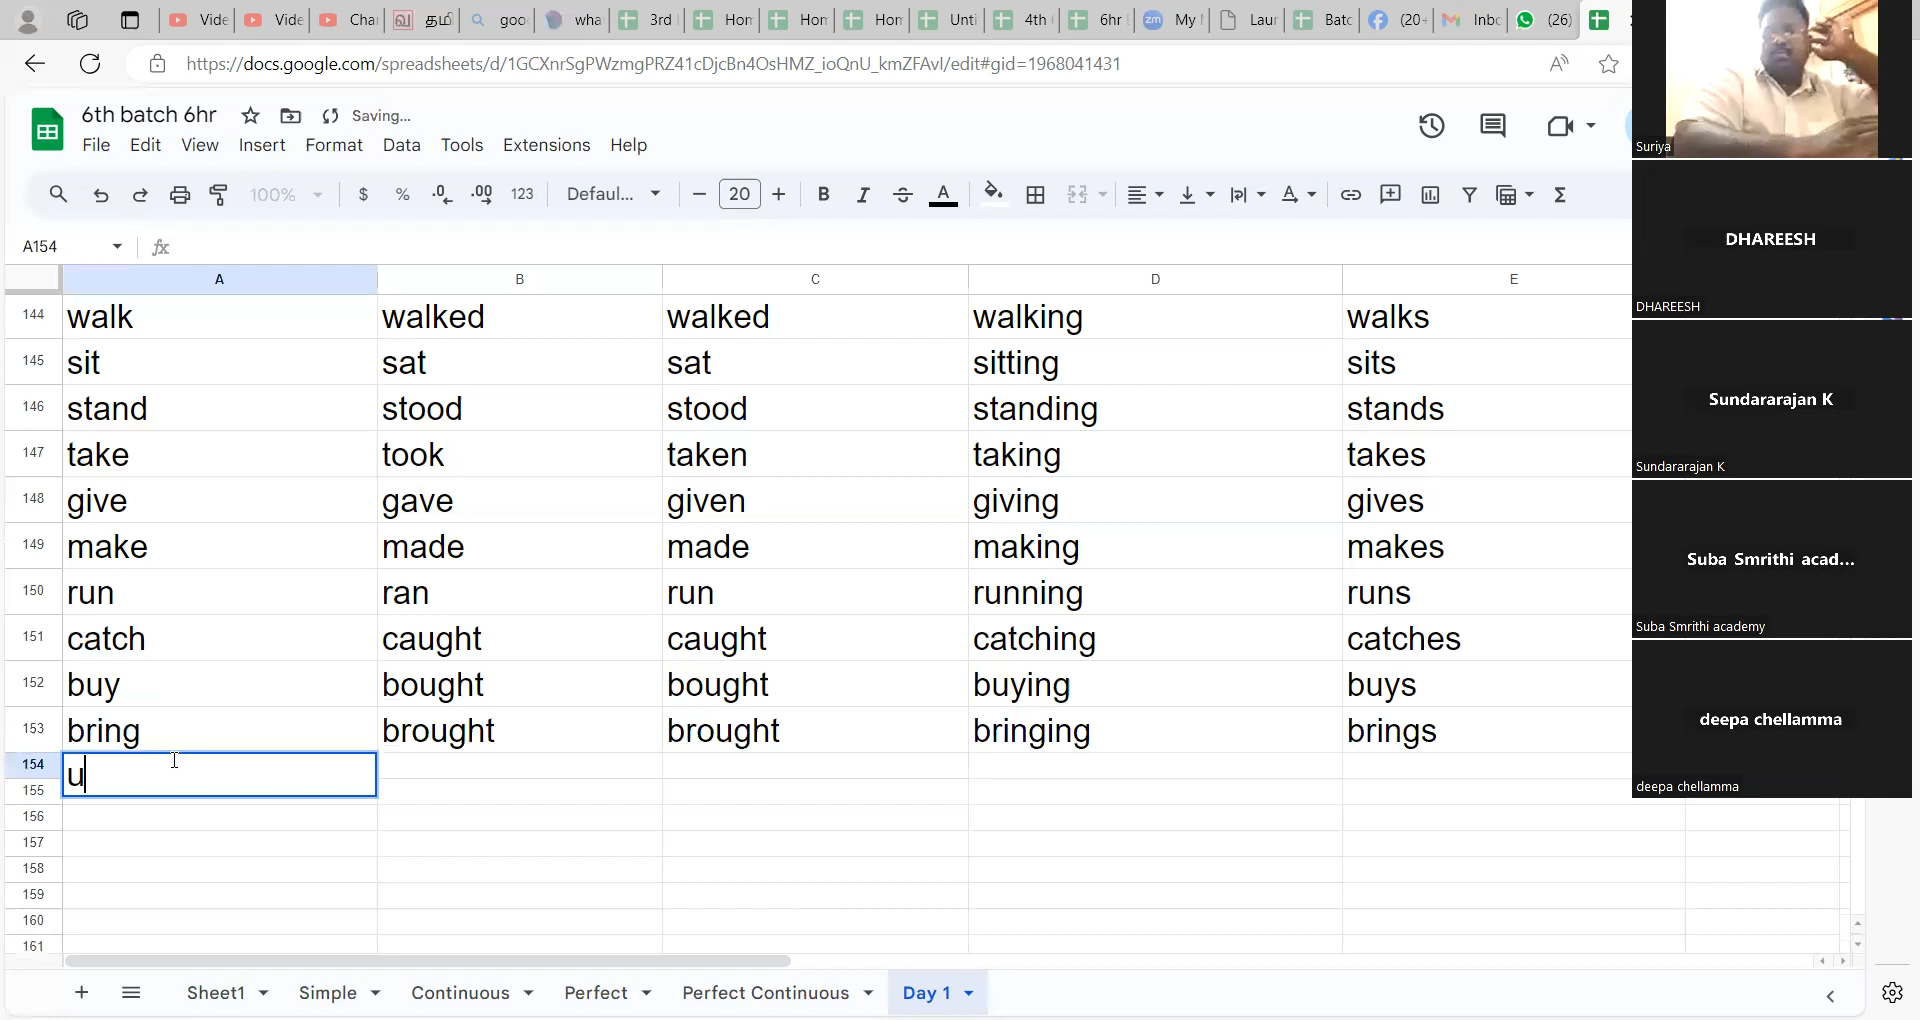 Vide
Vide
Cha
தமி
goo
wha
3rd
Hon
Hon
Hon
Unti
4th
6hr
My
Laur
Batc
(20+
Inbc
(26)
https://docs.google.com/spreadsheets/d/1GCXnrSgPWzmgPRZ41cDjcBn4OsHMZ_ioQnU_kmZFAvI/edit#gid=1968041431
6th batch 6hr Saving...
File Edit View Insert Format Data Tools Extensions Help
100% $ % .0 .00 123 Defaul... − 20 + B I S A Σ
A154 fx
A B C D E
144 walk walked walked walking walks
145 sit sat sat sitting sits
146 stand stood stood standing stands
147 take took taken taking takes
148 give gave given giving gives
149 make made made making makes
150 run ran run running runs
151 catch caught caught catching catches
152 buy bought bought buying buys
153 bring brought brought bringing brings
154 u
155
156
157
158
159
160
161
+ Sheet1 Simple Continuous Perfect Perfect Continuous Day 1
Suriya
DHAREESH
DHAREESH
Sundararajan K
Sundararajan K
Suba Smrithi acad...
Suba Smrithi academy
deepa chellamma
deepa chellamma